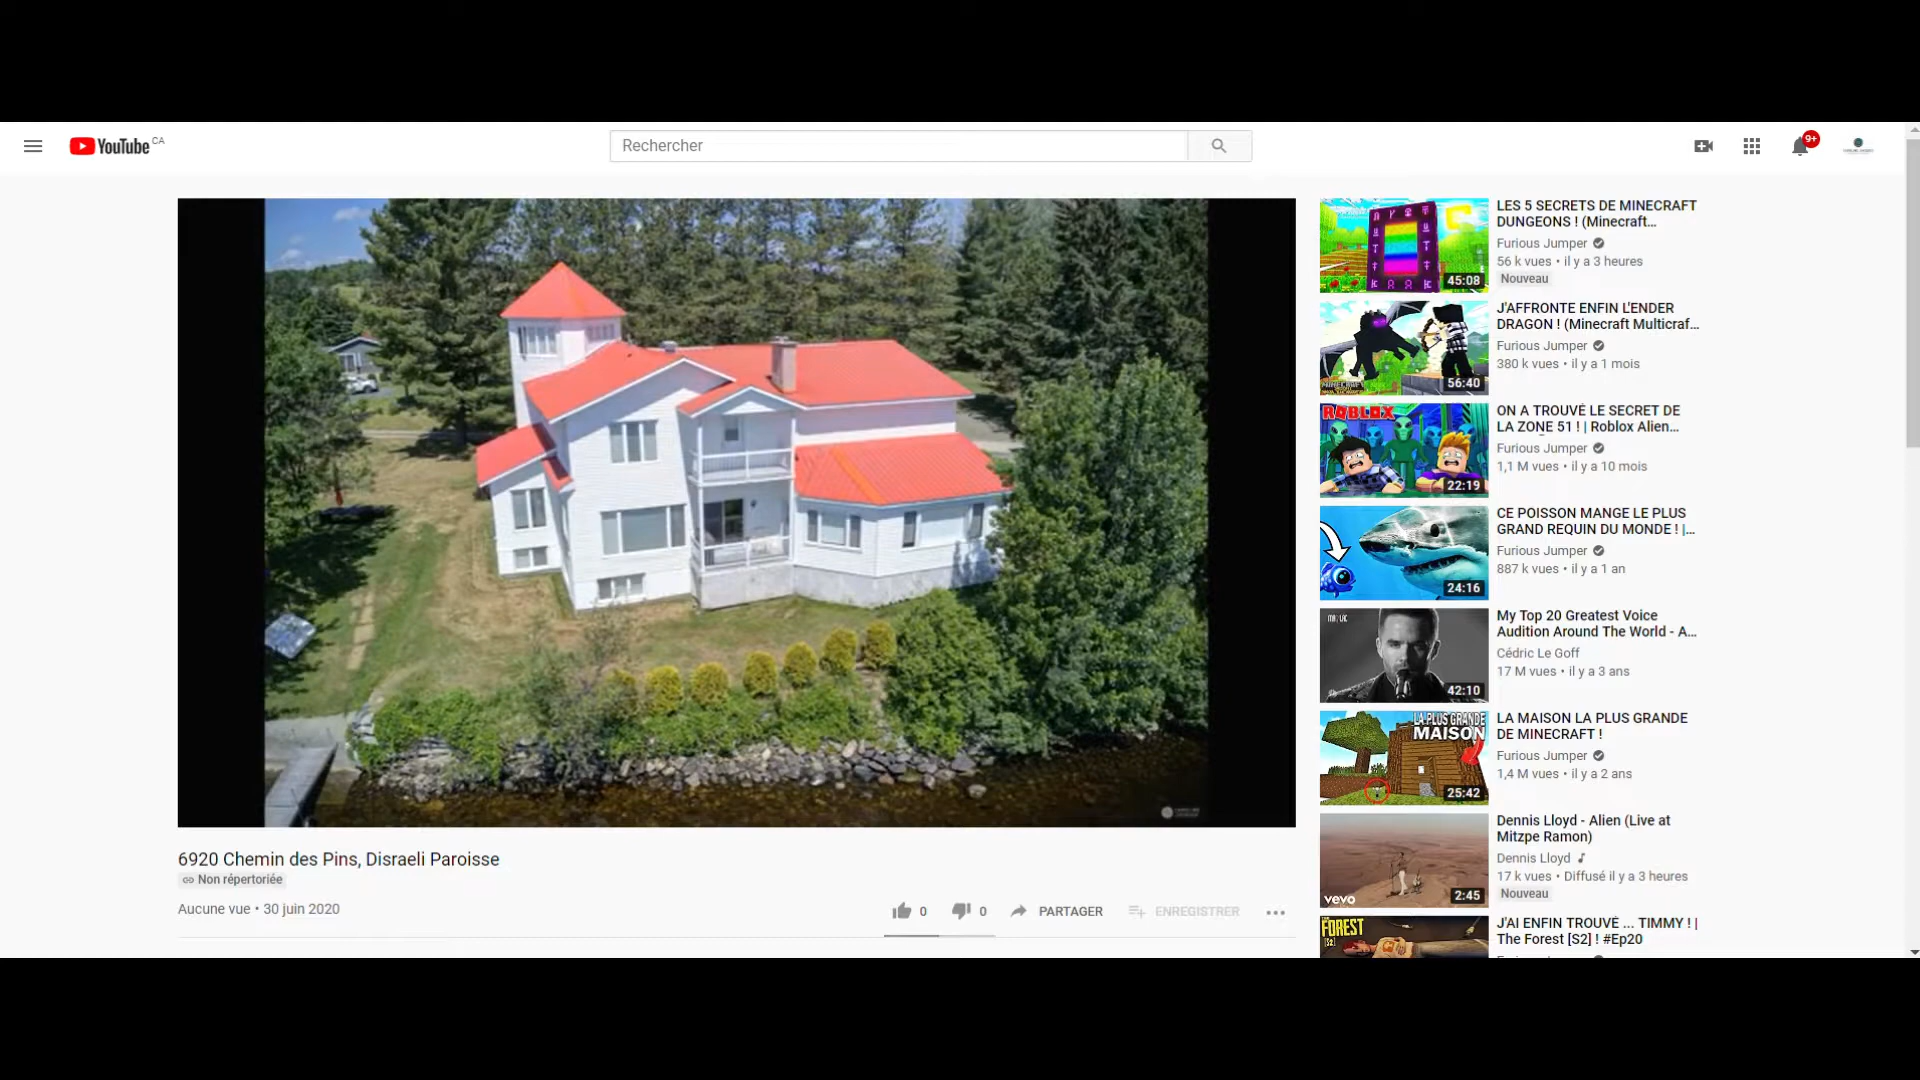 YouTube CA
Rechercher
9+
6920 Chemin des Pins, Disraeli Paroisse
Non répertoriée
Aucune vue • 30 juin 2020
0
0
PARTAGER
ENREGISTRER
45:08
LES 5 SECRETS DE MINECRAFT
DUNGEONS ! (Minecraft...
Furious Jumper
56 k vues • il y a 3 heures
Nouveau
56:40
J'AFFRONTE ENFIN L'ENDER
DRAGON ! (Minecraft Multicraf...
Furious Jumper
380 k vues • il y a 1 mois
ROBLOX
22:19
ON A TROUVÉ LE SECRET DE
LA ZONE 51 ! | Roblox Alien...
Furious Jumper
1,1 M vues • il y a 10 mois
24:16
CE POISSON MANGE LE PLUS
GRAND REQUIN DU MONDE ! |...
Furious Jumper
887 k vues • il y a 1 an
42:10
My Top 20 Greatest Voice
Audition Around The World - A...
Cédric Le Goff
17 M vues • il y a 3 ans
LA PLUS GRANDE
MAISON
25:42
LA MAISON LA PLUS GRANDE
DE MINECRAFT !
Furious Jumper
1,4 M vues • il y a 2 ans
vevo
2:45
Dennis Lloyd - Alien (Live at
Mitzpe Ramon)
Dennis Lloyd
17 k vues • Diffusé il y a 3 heures
Nouveau
THE FOREST
[S2]
J'AI ENFIN TROUVÉ ... TIMMY ! |
The Forest [S2] ! #Ep20